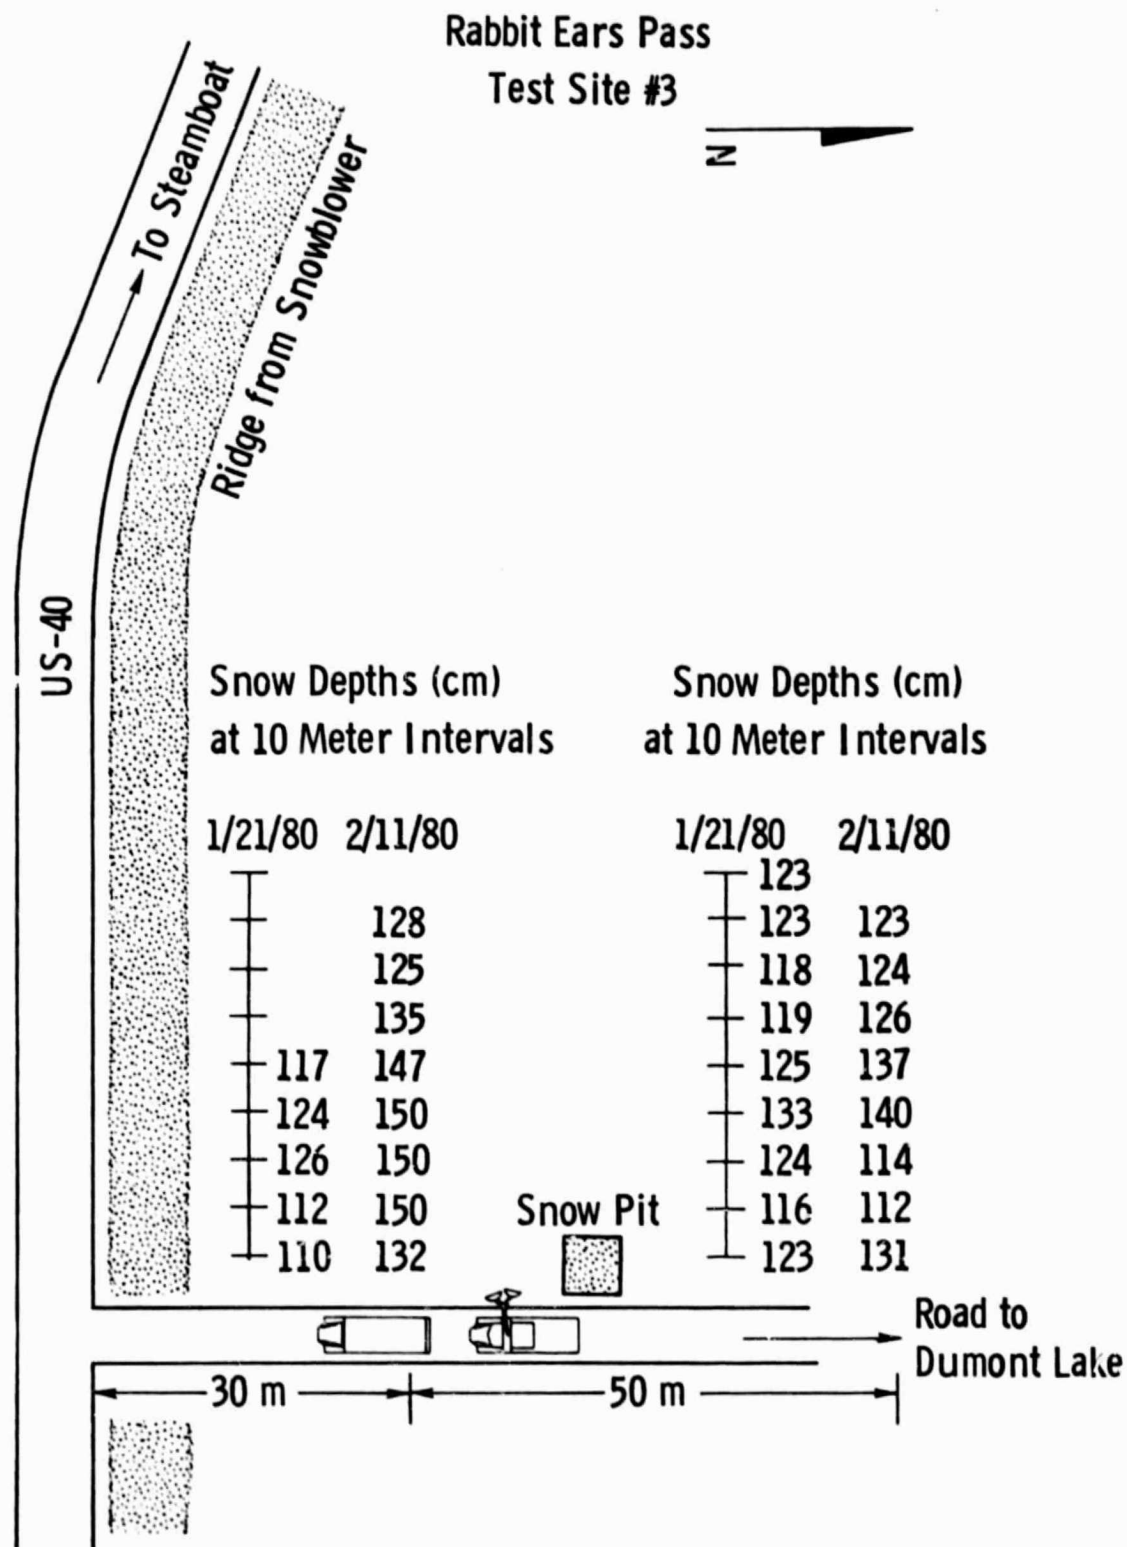 Rabbit Ears Pass
Test Site #3
N
To Steamboat
Ridge from Snowblower
US-40
Snow Depths (cm)
at 10 Meter Intervals
1/21/80 2/11/80
128
125
135
117 147
124 150
126 150
112 150
110 132
Snow Depths (cm)
at 10 Meter Intervals
1/21/80 2/11/80
123
123 123
118 124
119 126
125 137
133 140
124 114
116 112
123 131
Snow Pit
Road to
Dumont Lake
30 m
50 m